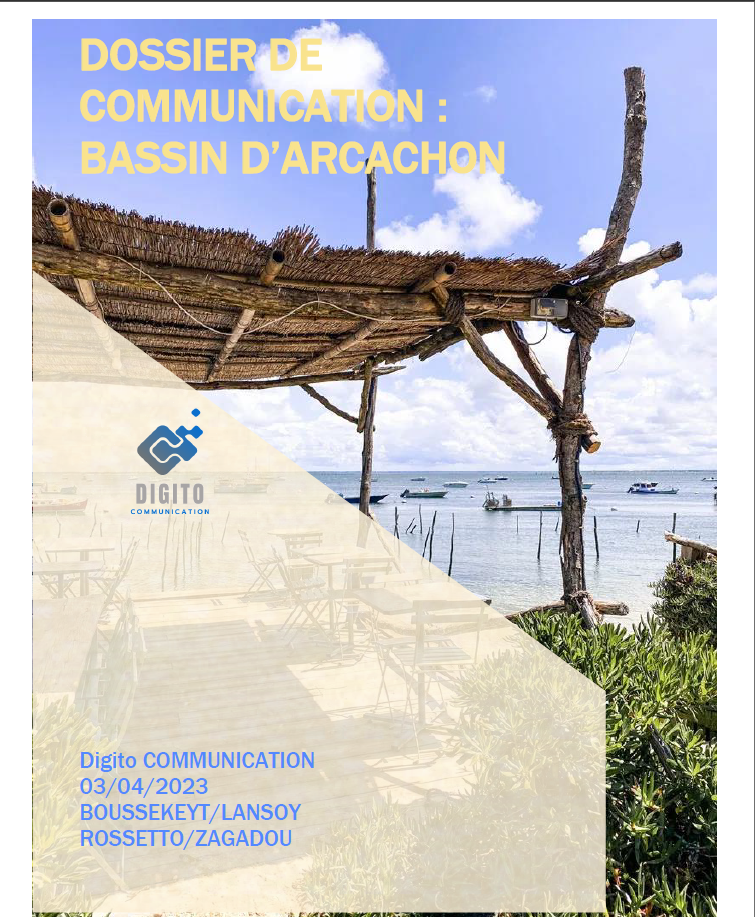 DOSSIER DE
COMMUNICATION :
BASSIN D'ARCACHON
DIGITO
COMMUNICATION
Digito COMMUNICATION
03/04/2023
BOUSSEKEYT/LANSOY
ROSSETTO/ZAGADOU